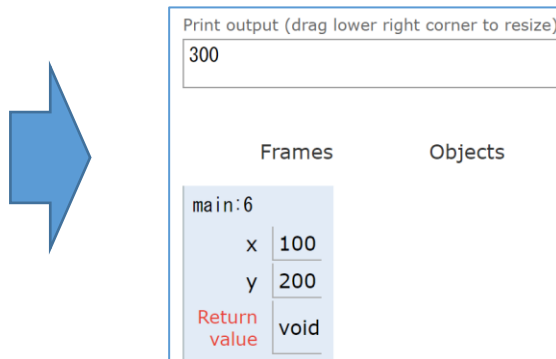 Print output (drag lower right corner to resize)
300
Frames Objects
main:6
x 100
y 200
Return
value void